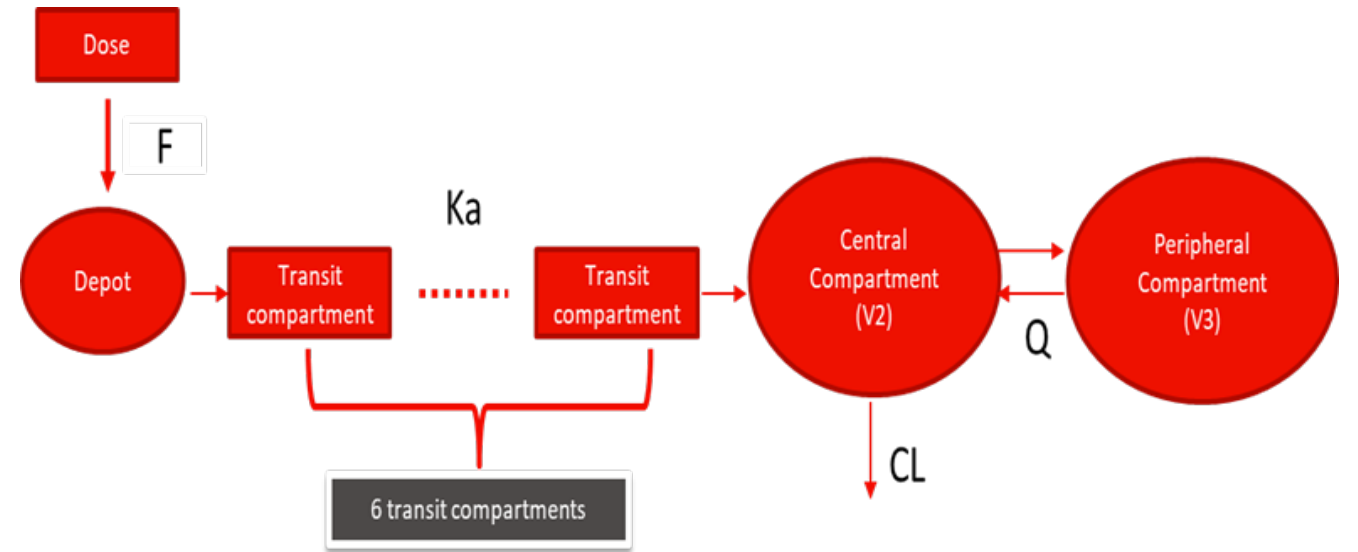 Dose
F
Ka
Depot
Transit
compartment
Transit
compartment
Central
Compartment
(V2)
Peripheral
Compartment
(V3)
Q
CL
6 transit compartments